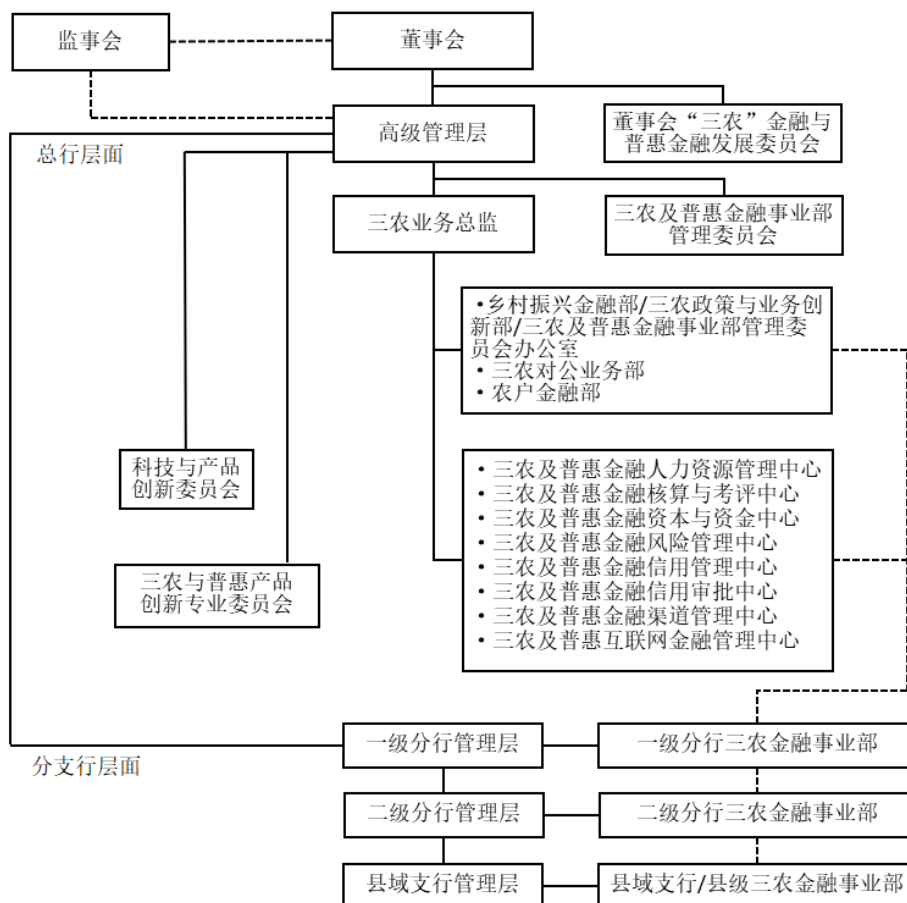 监事会
董事会
高级管理层
董事会“三农”金融与
普惠金融发展委员会
总行层面
三农业务总监
三农及普惠金融事业部
管理委员会
•乡村振兴金融部/三农政策与业务创
新部/三农及普惠金融事业部管理委
员会办公室
•三农对公业务部
•农户金融部
科技与产品
创新委员会
•三农及普惠金融人力资源管理中心
•三农及普惠金融核算与考评中心
•三农及普惠金融资本与资金中心
•三农及普惠金融风险管理中心
•三农及普惠金融信用管理中心
•三农及普惠金融信用审批中心
•三农及普惠金融渠道管理中心
•三农及普惠互联网金融管理中心
三农与普惠产品
创新专业委员会
一级分行管理层
一级分行三农金融事业部
分支行层面
二级分行管理层
二级分行三农金融事业部
县域支行管理层
县域支行/县级三农金融事业部